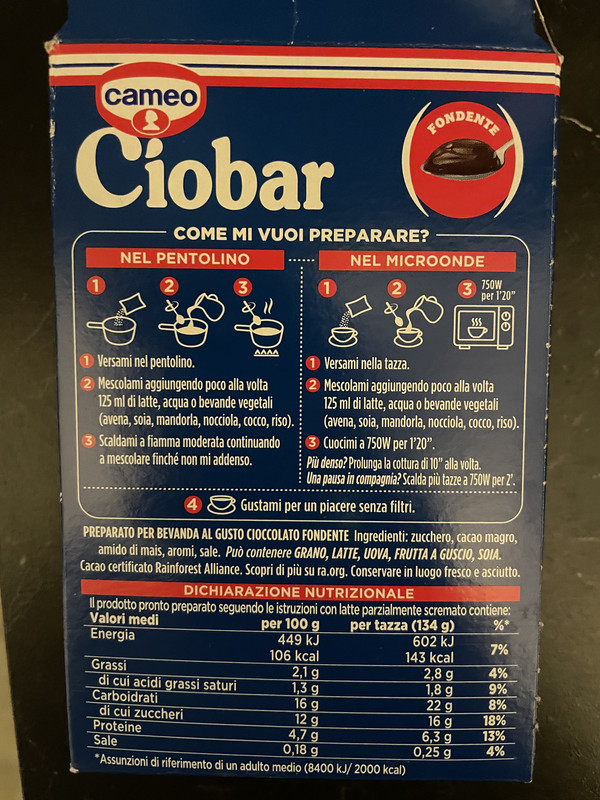 cameo
Ciobar
FONDENTE
COME MI VUOI PREPARARE?
NEL PENTOLINO
1 2 3
1 Versami nel pentolino.
2 Mescolami aggiungendo poco alla volta
125 ml di latte, acqua o bevande vegetali
(avena, soia, mandorla, nocciola, cocco, riso).
3 Scaldami a fiamma moderata continuando
a mescolare finché non mi addenso.
NEL MICROONDE
1 2 3 750W
per 1'20”
1 Versami nella tazza.
2 Mescolami aggiungendo poco alla volta
125 ml di latte, acqua o bevande vegetali
(avena, soia, mandorla, nocciola, cocco, riso).
3 Cuocimi a 750W per 1'20”.
Più denso? Prolunga la cottura di 10” alla volta.
Una pausa in compagnia? Scalda più tazze a 750W per 2'.
4 Gustami per un piacere senza filtri.
PREPARATO PER BEVANDA AL GUSTO CIOCCOLATO FONDENTE Ingredienti: zucchero, cacao magro,
amido di mais, aromi, sale. Può contenere GRANO, LATTE, UOVA, FRUTTA A GUSCIO, SOIA.
Cacao certificato Rainforest Alliance. Scopri di più su ra.org. Conservare in luogo fresco e asciutto.
DICHIARAZIONE NUTRIZIONALE
Il prodotto pronto preparato seguendo le istruzioni con latte parzialmente scremato contiene:
Valori medi per 100 g per tazza (134 g) %*
Energia 449 kJ 602 kJ 7%
106 kcal 143 kcal
Grassi 2,1 g 2,8 g 4%
di cui acidi grassi saturi 1,3 g 1,8 g 9%
Carboidrati 16 g 22 g 8%
di cui zuccheri 12 g 16 g 18%
Proteine 4,7 g 6,3 g 13%
Sale 0,18 g 0,25 g 4%
*Assunzioni di riferimento di un adulto medio (8400 kJ/ 2000 kcal)